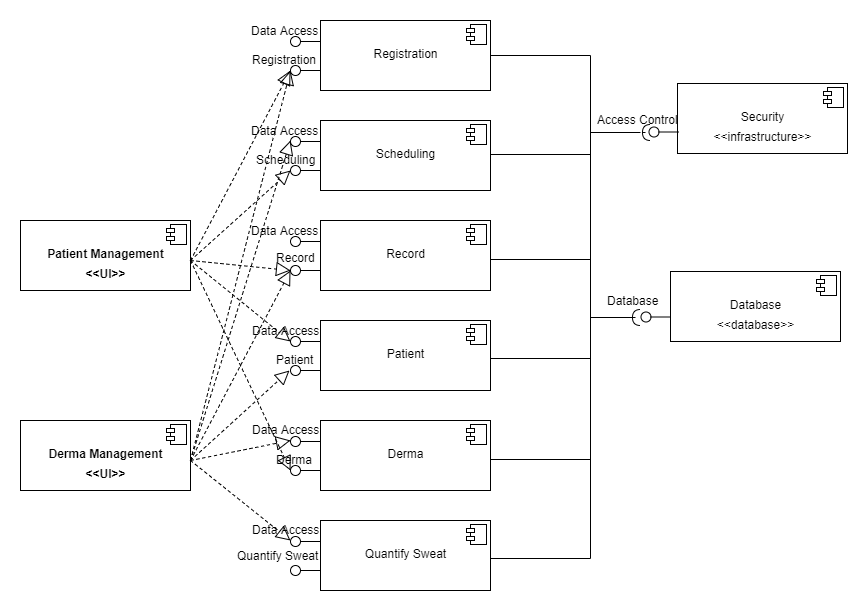 Data Access
Registration
Registration
Data Access
Scheduling
Scheduling
Access Control
Security
<<infrastructure>>
Patient Management
<<UI>>
Data Access
Record
Record
Database
Database
<<database>>
Data Access
Patient
Patient
Derma Management
<<UI>>
Data Access
Derma
Derma
Data Access
Quantify Sweat
Quantify Sweat